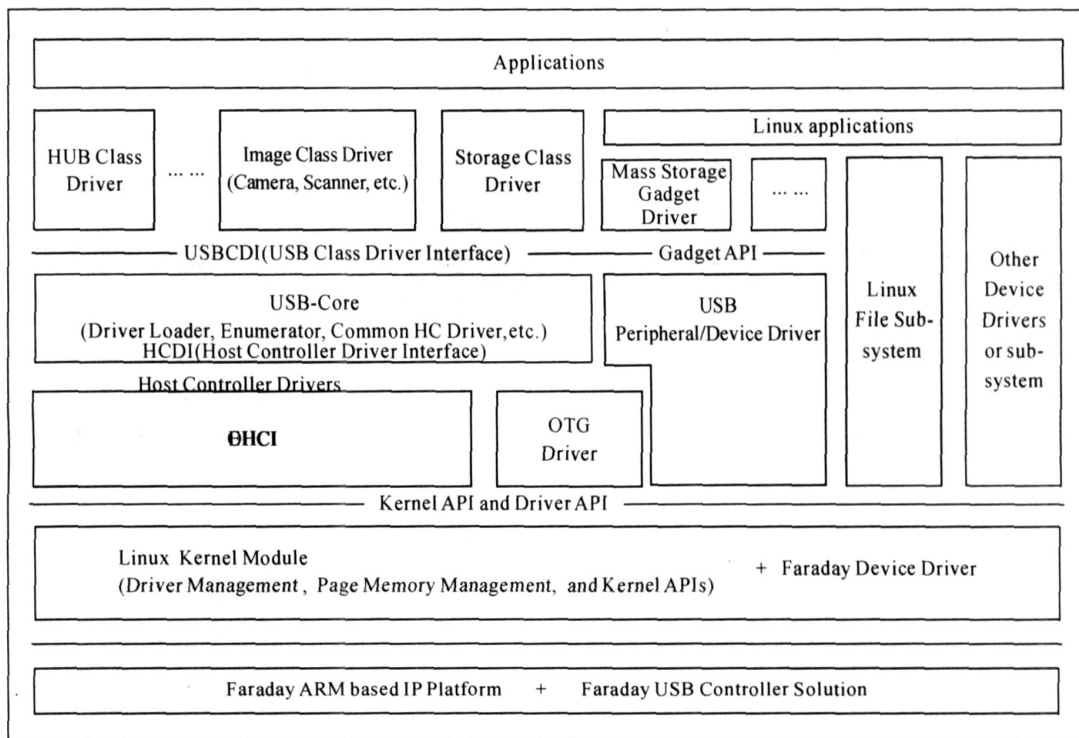 Applications
Linux applications
HUB Class
Driver
... ...
Image Class Driver
(Camera, Scanner, etc.)
Storage Class
Driver
Mass Storage
Gadget
Driver
... ...
USBCDI(USB Class Driver Interface)
Gadget API
USB-Core
(Driver Loader, Enumerator, Common HC Driver,etc.)
HCDI(Host Controller Driver Interface)
USB
Peripheral/Device Driver
Linux
File Sub-
system
Other
Device
Drivers
or sub-
system
Host Controller Drivers
OHCI
OTG
Driver
Kernel API and Driver API
Linux Kernel Module
(Driver Management, Page Memory Management, and Kernel APIs)
+ Faraday Device Driver
Faraday ARM based IP Platform + Faraday USB Controller Solution